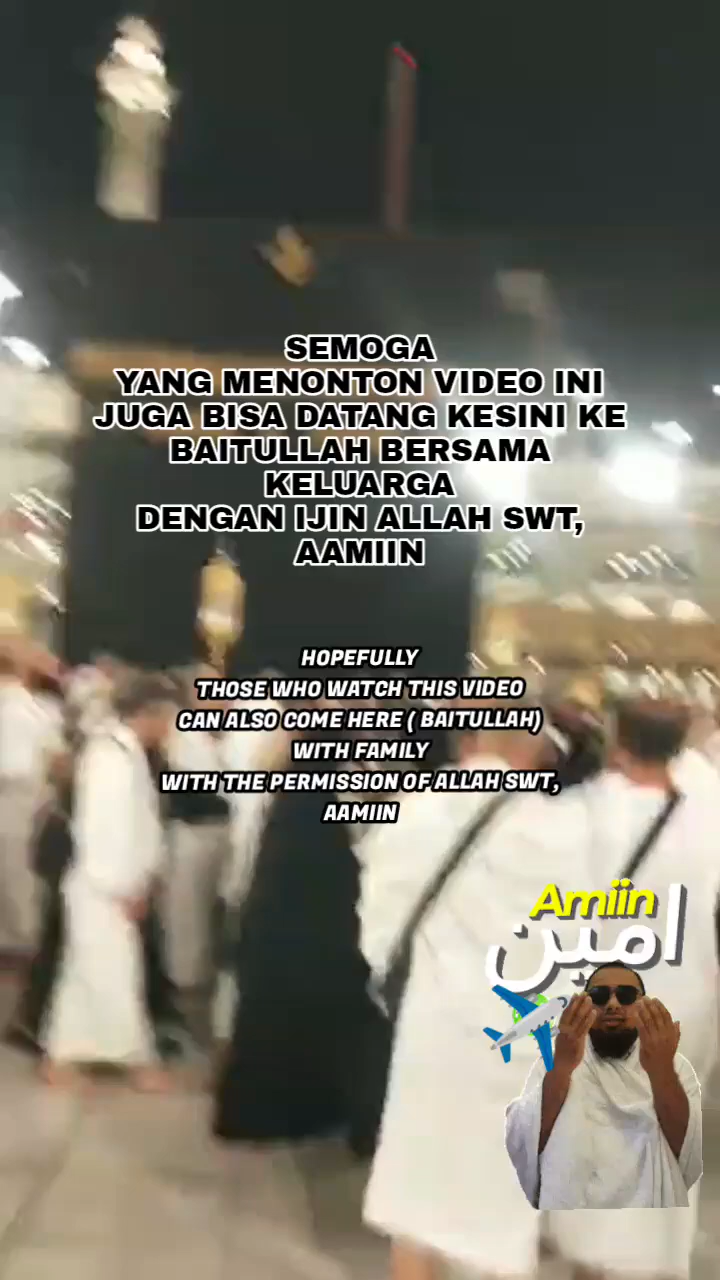 SEMOGA
YANG MENONTON VIDEO INI
JUGA BISA DATANG KESINI KE
BAITULLAH BERSAMA
KELUARGA
DENGAN IJIN ALLAH SWT,
AAMIIN
HOPEFULLY
THOSE WHO WATCH THIS VIDEO
CAN ALSO COME HERE ( BAITULLAH)
WITH FAMILY
WITH THE PERMISSION OF ALLAH SWT,
AAMIIN
Amiin
امين